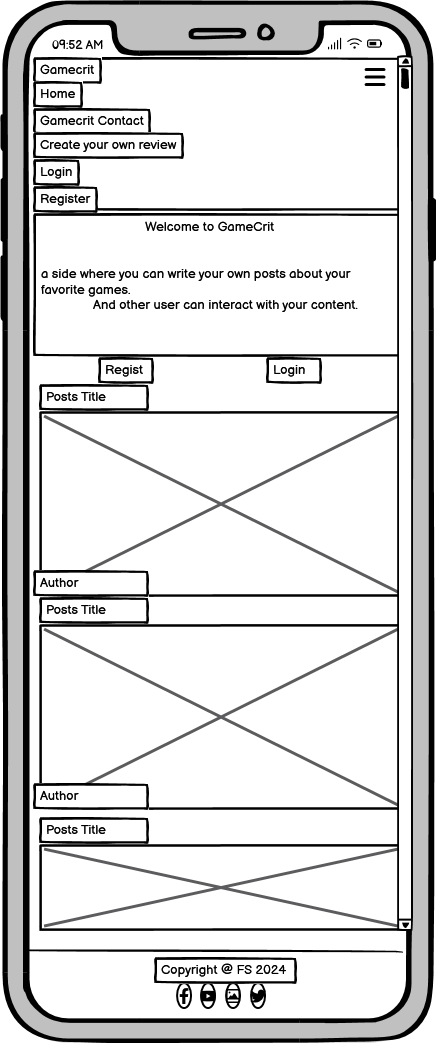 09:52 AM
Gamecrit
Home
Gamecrit Contact
Create your own review
Login
Register
Welcome to GameCrit
a side where you can write your own posts about your
favorite games.
And other user can interact with your content.
Regist
Login
Posts Title
Author
Posts Title
Author
Posts Title
Copyright @ FS 2024